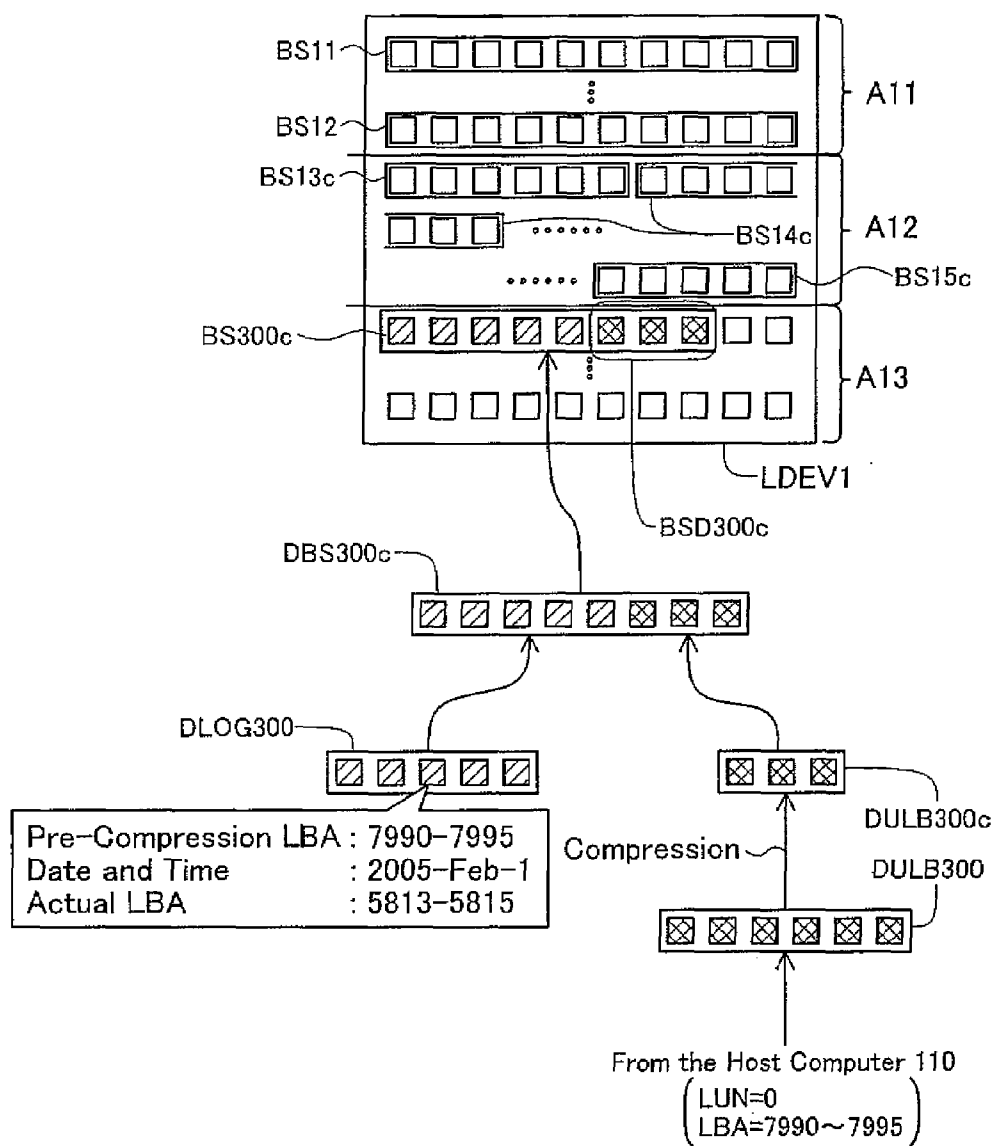 BS11
A11
BS12
BS13c
BS14c
A12
BS15c
BS300c
A13
LDEV1
BSD300c
DBS300c
DLOG300
Pre-Compression LBA : 7990-7995
Date and Time : 2005-Feb-1
Actual LBA : 5813-5815
DULB300c
Compression
DULB300
From the Host Computer 110
LUN=0
LBA=7990～7995